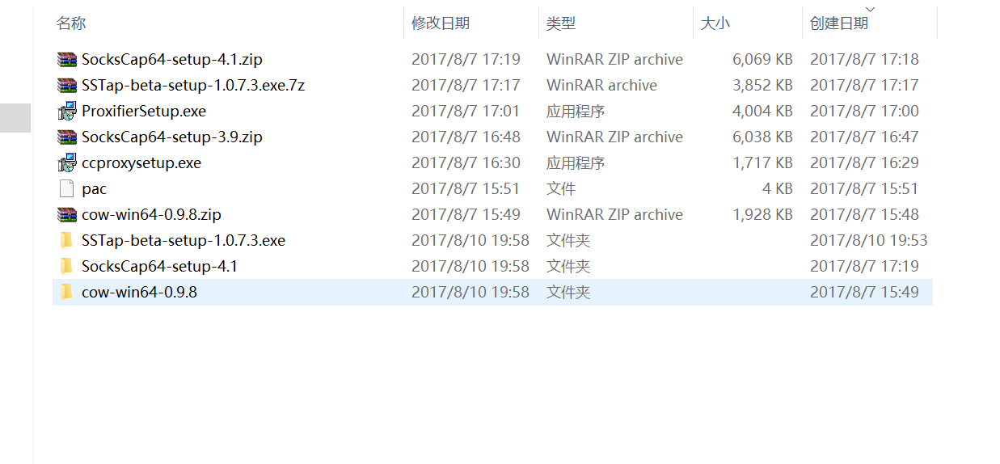 名称 修改日期 类型 大小 创建日期
SocksCap64-setup-4.1.zip 2017/8/7 17:19 WinRAR ZIP archive 6,069 KB 2017/8/7 17:18
SSTap-beta-setup-1.0.7.3.exe.7z 2017/8/7 17:17 WinRAR archive 3,852 KB 2017/8/7 17:17
ProxifierSetup.exe 2017/8/7 17:01 应用程序 4,004 KB 2017/8/7 17:00
SocksCap64-setup-3.9.zip 2017/8/7 16:48 WinRAR ZIP archive 6,038 KB 2017/8/7 16:47
ccproxysetup.exe 2017/8/7 16:30 应用程序 1,717 KB 2017/8/7 16:29
pac 2017/8/7 15:51 文件 4 KB 2017/8/7 15:51
cow-win64-0.9.8.zip 2017/8/7 15:49 WinRAR ZIP archive 1,928 KB 2017/8/7 15:48
SSTap-beta-setup-1.0.7.3.exe 2017/8/10 19:58 文件夹 2017/8/10 19:53
SocksCap64-setup-4.1 2017/8/10 19:58 文件夹 2017/8/7 17:19
cow-win64-0.9.8 2017/8/10 19:58 文件夹 2017/8/7 15:49